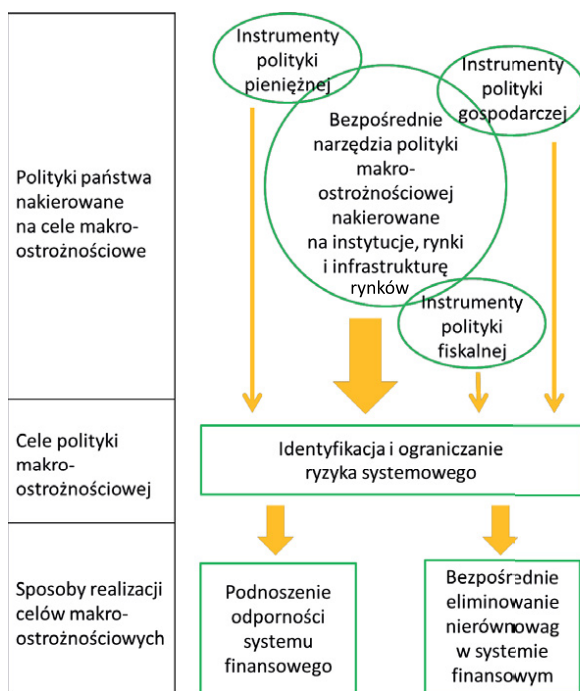 Instrumenty
polityki
pieniężnej
Instrumenty
polityki
gospodarczej
Polityki państwa
nakierowane
na cele makro-
ostrożnościowe
Bezpośrednie
narzędzia polityki
makro-
ostrożnościowej
nakierowane
na instytucje, rynki
i infrastrukturę
rynków
Instrumenty
polityki
fiskalnej
Cele polityki
makro-
ostrożnościowej
Identyfikacja i ograniczanie
ryzyka systemowego
Sposoby realizacji
celów makro-
ostrożnościowych
Podnoszenie
odporności
systemu
finansowego
Bezpośrednie
eliminowanie
nierównowag
w systemie
finansowym